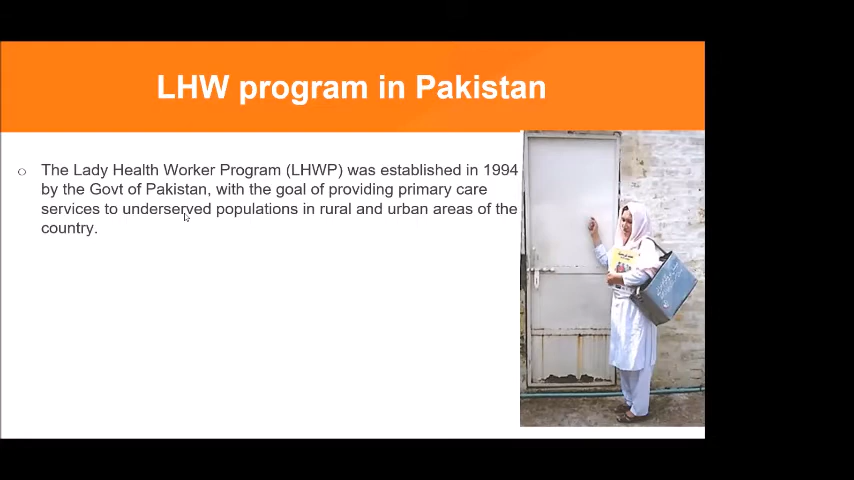 LHW program in Pakistan
The Lady Health Worker Program (LHWP) was established in 1994
by the Govt of Pakistan, with the goal of providing primary care
services to underserved populations in rural and urban areas of the
country.